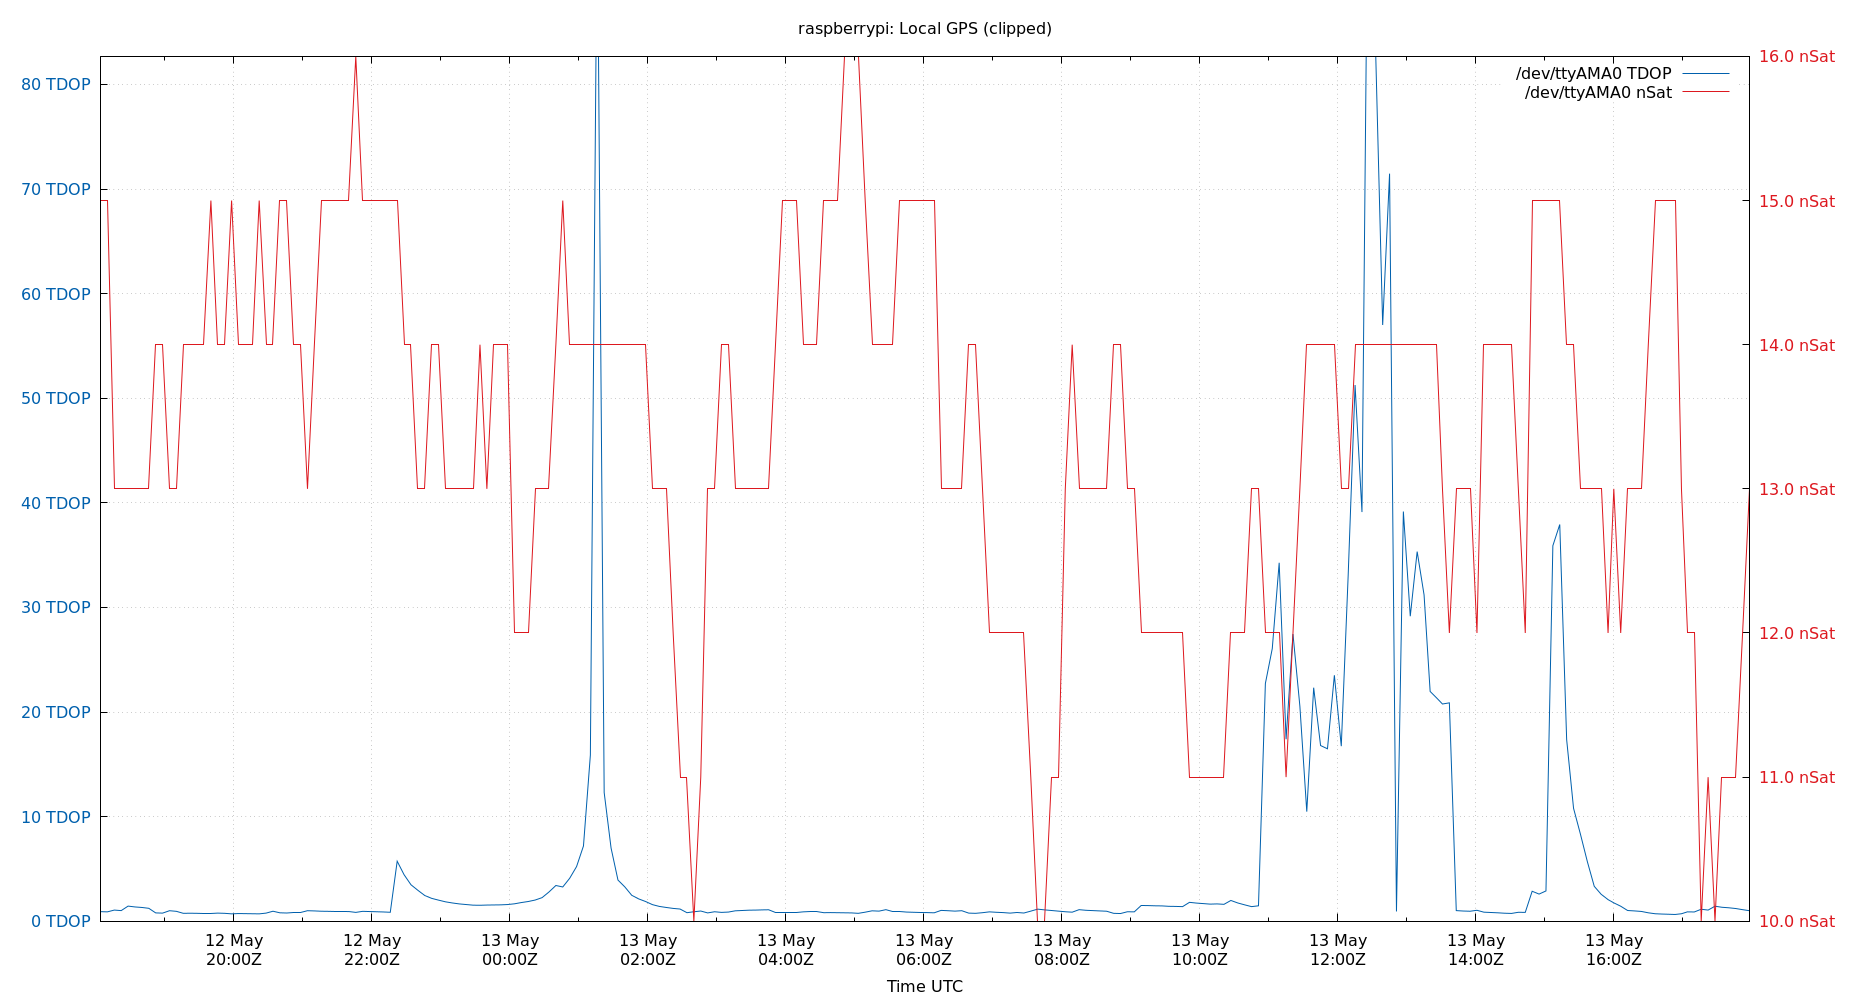 raspberrypi: Local GPS (clipped)
/dev/ttyAMA0 TDOP
/dev/ttyAMA0 nSat
80 TDOP
70 TDOP
60 TDOP
50 TDOP
40 TDOP
30 TDOP
20 TDOP
10 TDOP
0 TDOP
16.0 nSat
15.0 nSat
14.0 nSat
13.0 nSat
12.0 nSat
11.0 nSat
10.0 nSat
12 May
20:00Z
12 May
22:00Z
13 May
00:00Z
13 May
02:00Z
13 May
04:00Z
13 May
06:00Z
13 May
08:00Z
13 May
10:00Z
13 May
12:00Z
13 May
14:00Z
13 May
16:00Z
Time UTC